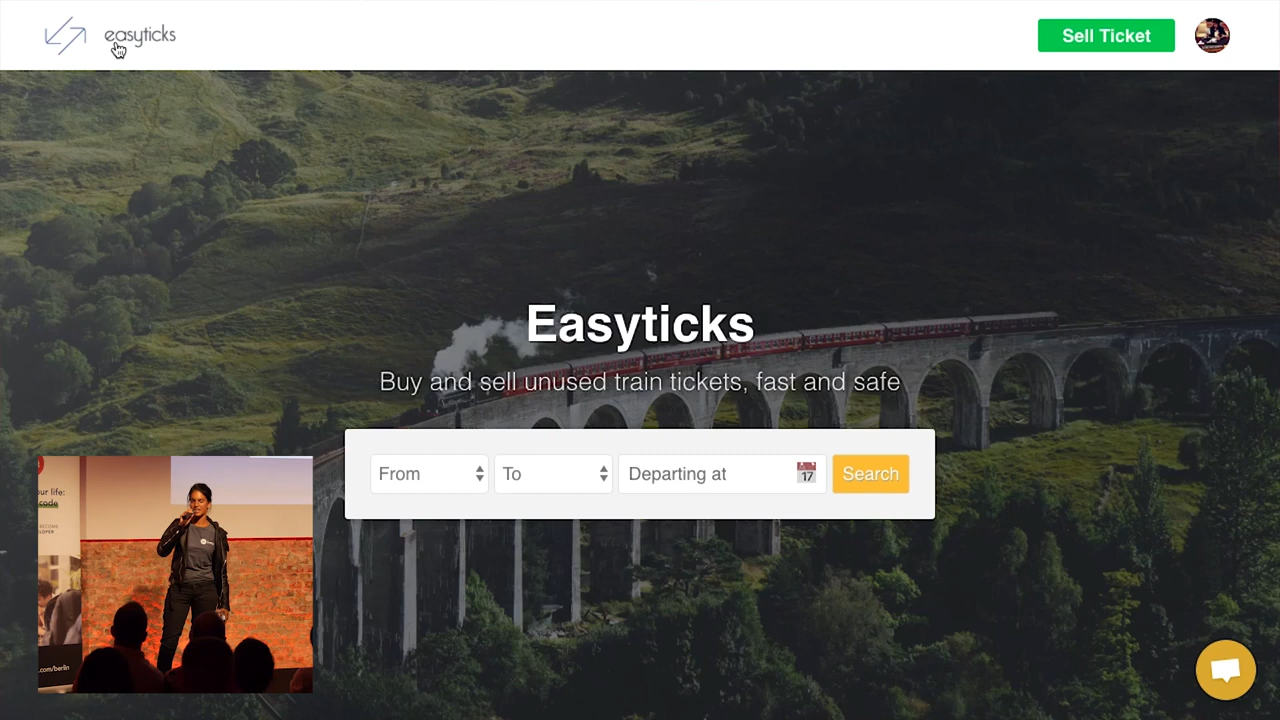 easyticks
Sell Ticket
Easyticks
Buy and sell unused train tickets, fast and safe
From
To
Departing at
17
Search
our life:
code
.com/berlin